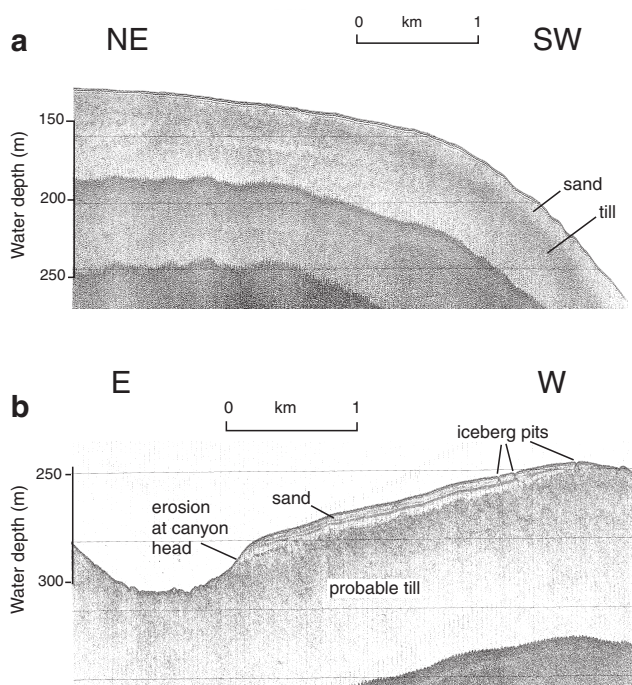 a
NE
0 km 1
SW
Water depth (m)
150
200
250
sand
till
b
E
W
0 km 1
iceberg pits
Water depth (m)
250
300
sand
erosion
at canyon
head
probable till